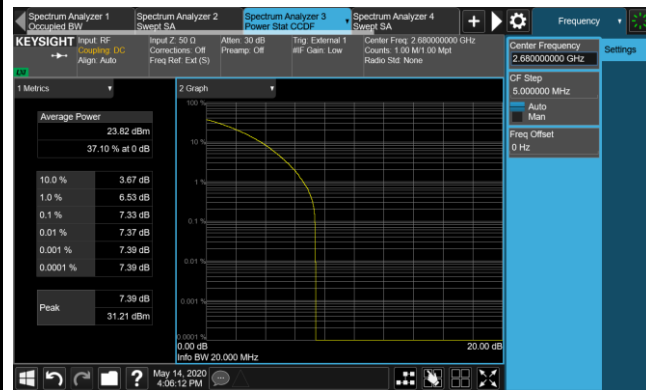 Spectrum Analyzer 1
Occupied BW
Spectrum Analyzer 2
Swept SA
Spectrum Analyzer 3
Power Stat CCDF
Spectrum Analyzer 4
Swept SA
Frequency
KEYSIGHT
Input: RF
Coupling: DC
Align: Auto
Input Z: 50 Ω
Corrections: Off
Freq Ref: Ext (S)
Atten: 30 dB
Preamp: Off
Trig: External 1
#IF Gain: Low
Center Freq: 2.680000000 GHz
Counts: 1.00 M/1.00 Mpt
Radio Std: None
LXI
Center Frequency
2.680000000 GHz
Settings
CF Step
5.000000 MHz
Auto
Man
Freq Offset
0 Hz
1 Metrics
Average Power
23.82 dBm
37.10 % at 0 dB
10.0 % 3.67 dB
1.0 % 6.53 dB
0.1 % 7.33 dB
0.01 % 7.37 dB
0.001 % 7.39 dB
0.0001 % 7.39 dB
Peak
7.39 dB
31.21 dBm
2 Graph
100 %
10 %
1 %
0.1 %
0.01 %
0.001 %
0.0001 %
0.00 dB
20.00 dB
Info BW 20.000 MHz
?
May 14, 2020
4:06:12 PM